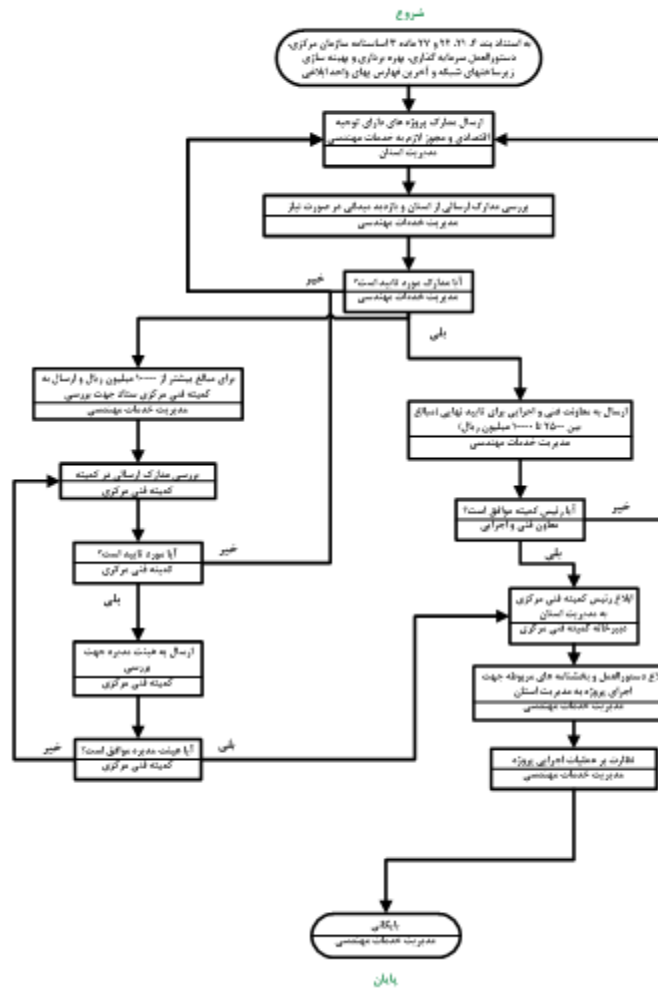 شروع
به استناد بند ۶، ۲۱، ۲۴ و ۲۷ ماده ۳ اساسنامه سازمان مرکزی،
دستورالعمل سرمایه گذاری، بهره برداری و بهینه سازی
زیرساختهای شبکه و آخرین فهارس بهای واحد ابلاغی
ارسال مدارک پروژه های دارای توجیه
اقتصادی و مجوز لازم به خدمات مهندسی
مدیریت استان
بررسی مدارک ارسالی از استان و بازدید میدانی در صورت نیاز
مدیریت خدمات مهندسی
آیا مدارک مورد تایید است؟
مدیریت خدمات مهندسی
خیر
بلی
برای مبالغ بیشتر از ۱۰۰۰۰ میلیون ریال و ارسال به
کمیته فنی مرکزی ستاد جهت بررسی
مدیریت خدمات مهندسی
ارسال به معاونت فنی و اجرایی برای تایید نهایی (مبالغ
بین ۲۵۰۰ تا ۱۰۰۰۰ میلیون ریال)
مدیریت خدمات مهندسی
بررسی مدارک ارسالی در کمیته
کمیته فنی مرکزی
آیا رئیس کمیته موافق است؟
معاون فنی و اجرایی
خیر
بلی
آیا مورد تایید است؟
کمیته فنی مرکزی
خیر
بلی
ابلاغ رئیس کمیته فنی مرکزی
به مدیریت استان
دبیرخانه کمیته فنی مرکزی
ارسال به هیئت مدیره جهت
بررسی
کمیته فنی مرکزی
لاغ دستورالعمل و بخشنامه های مربوطه جهت
اجرای پروژه به مدیریت استان
مدیریت خدمات مهندسی
آیا هیئت مدیره موافق است؟
کمیته فنی مرکزی
خیر
بلی
نظارت بر عملیات اجرایی پروژه
مدیریت خدمات مهندسی
بایگانی
مدیریت خدمات مهندسی
پایان